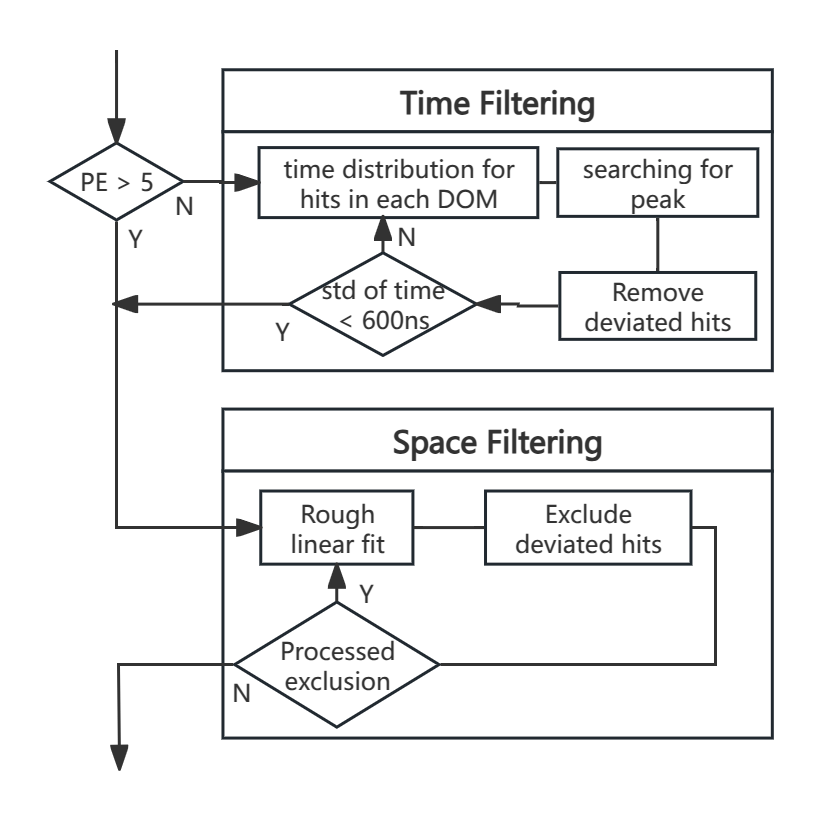 Time Filtering
PE > 5
N
Y
time distribution for
hits in each DOM
searching for
peak
N
std of time
< 600ns
Y
Remove
deviated hits
Space Filtering
Rough
linear fit
Exclude
deviated hits
Y
Processed
exclusion
N